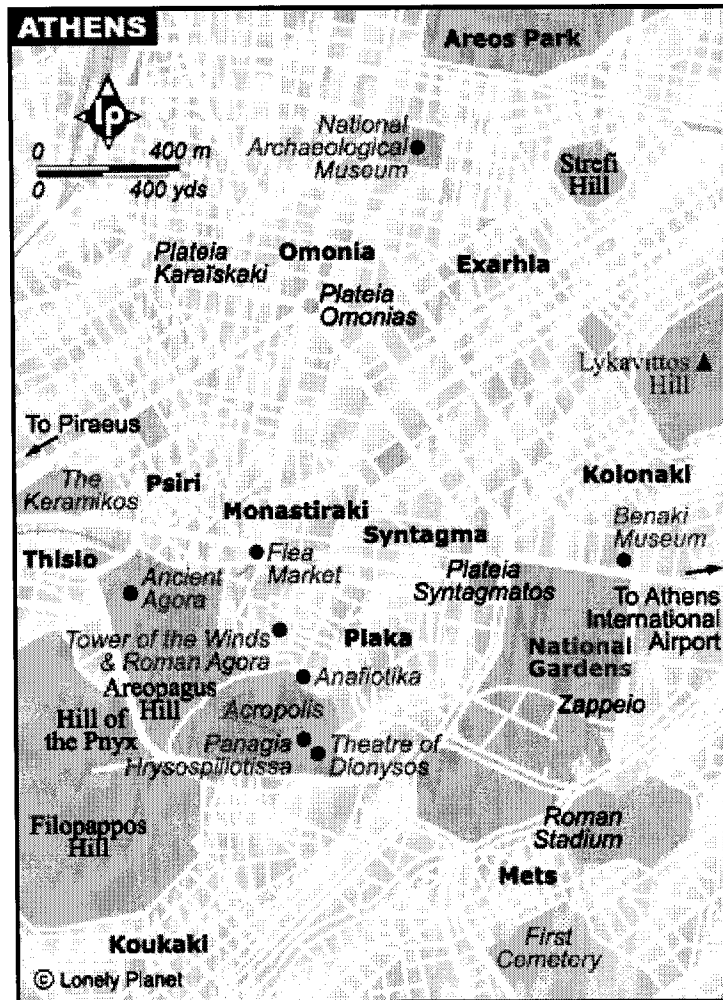 ATHENS
Areos Park
lp
0 400 m
0 400 yds
National
Archaeological
Museum
Strefi
Hill
Plateia
Karaïskaki
Omonia
Exarhia
Plateia
Omonias
Lykavittos
Hill
To Piraeus
The
Keramikos
Psiri
Kolonaki
Monastiraki
Syntagma
Benaki
Museum
Thisio
Flea
Market
Ancient
Agora
Plateia
Syntagmatos
To Athens
International
Airport
Tower of the Winds
& Roman Agora
Plaka
National
Gardens
Areopagus
Hill
Anafiotika
Zappeio
Hill of
the Pnyx
Acropolis
Panagia
Hrysospiliotissa
Theatre of
Dionysos
Filopappos
Hill
Roman
Stadium
Mets
Koukaki
First
Cemetery
© Lonely Planet